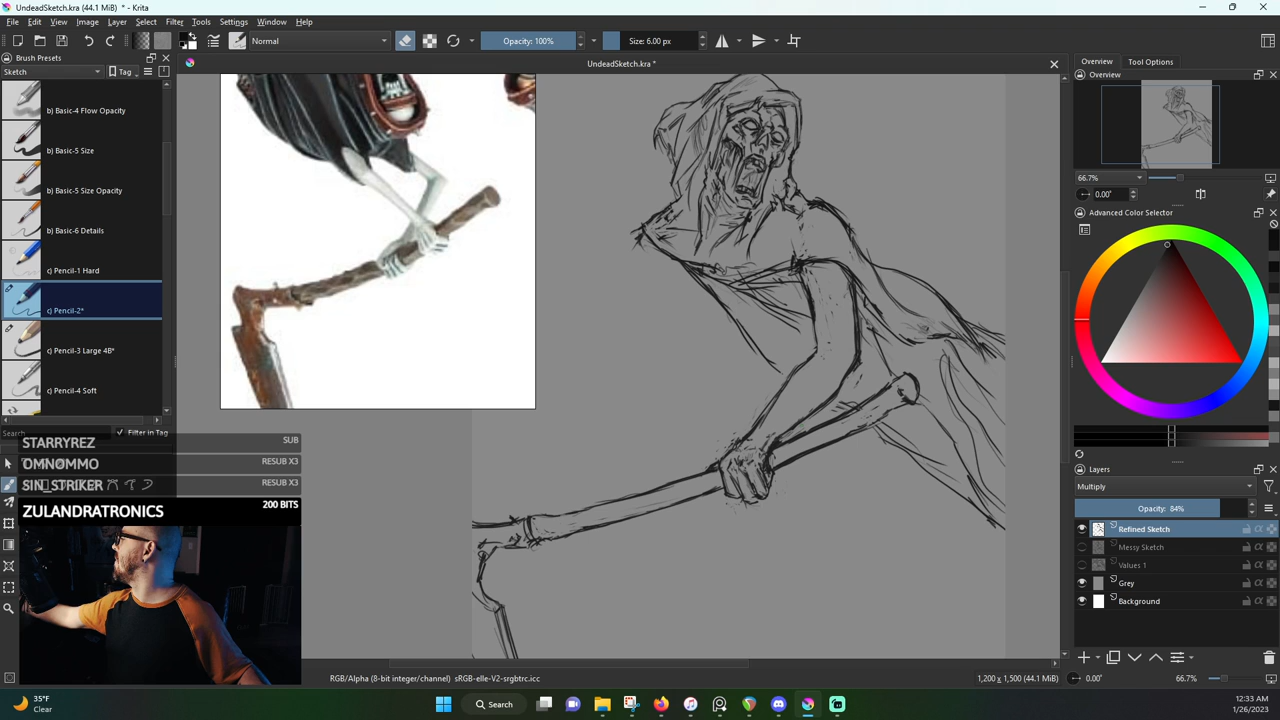 UndeadSketch.kra (44.1 MiB) * - Krita
File Edit View Image Layer Select Filter Tools Settings Window Help
Normal
Opacity: 100%
Size: 6.00 px
Brush Presets
Sketch
Tag
b) Basic-4 Flow Opacity
b) Basic-5 Size
b) Basic-5 Size Opacity
b) Basic-6 Details
c) Pencil-1 Hard
c) Pencil-2*
c) Pencil-3 Large 4B*
c) Pencil-4 Soft
Search
Filter in Tag
UndeadSketch.kra *
STARRYREZ SUB
OMNOMMO RESUB X3
SIN_STRIKER RESUB X3
ZULANDRATRONICS 200 BITS
Overview Tool Options
Overview
66.7%
0.00°
Advanced Color Selector
Layers
Multiply
Opacity: 84%
Refined Sketch
Messy Sketch
Values 1
Grey
Background
RGB/Alpha (8-bit integer/channel) sRGB-elle-V2-srgbtrc.icc
1,200 x 1,500 (44.1 MiB)
0.00°
66.7%
35°F
Clear
Search
12:33 AM
1/26/2023